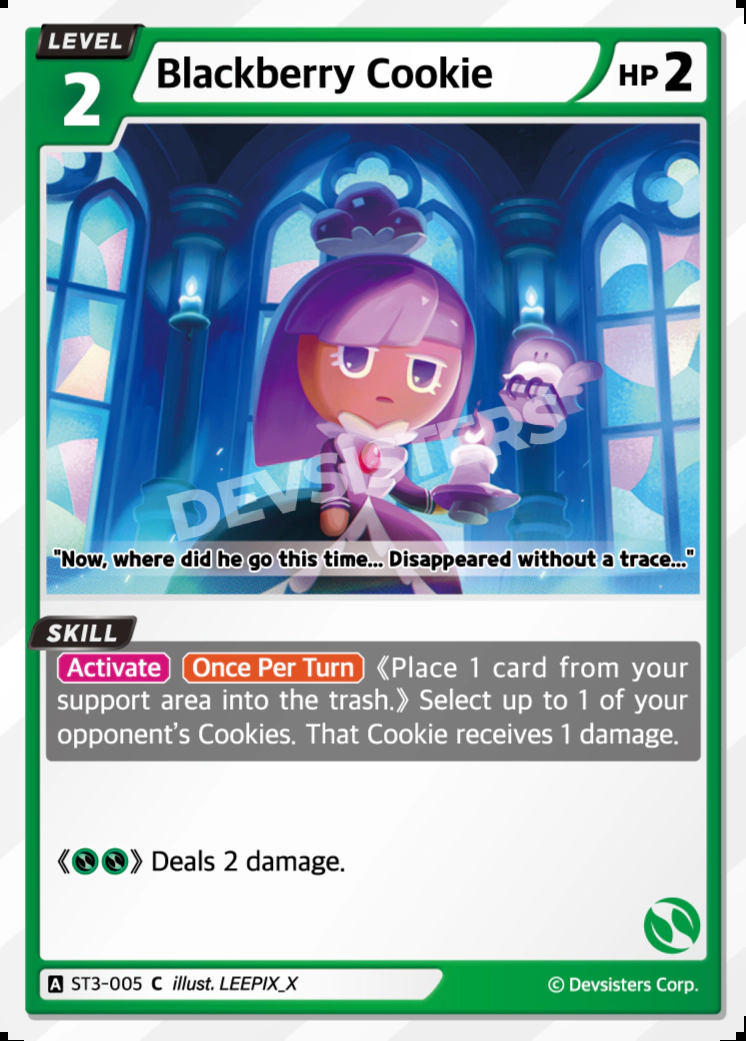 LEVEL
2
Blackberry Cookie
HP 2
DEVSISTERS
"Now, where did he go this time... Disappeared without a trace..."
SKILL
Activate Once Per Turn 《Place 1 card from your
support area into the trash.》 Select up to 1 of your
opponent's Cookies. That Cookie receives 1 damage.
《》 Deals 2 damage.
A ST3-005 C illust. LEEPIX_X
© Devsisters Corp.